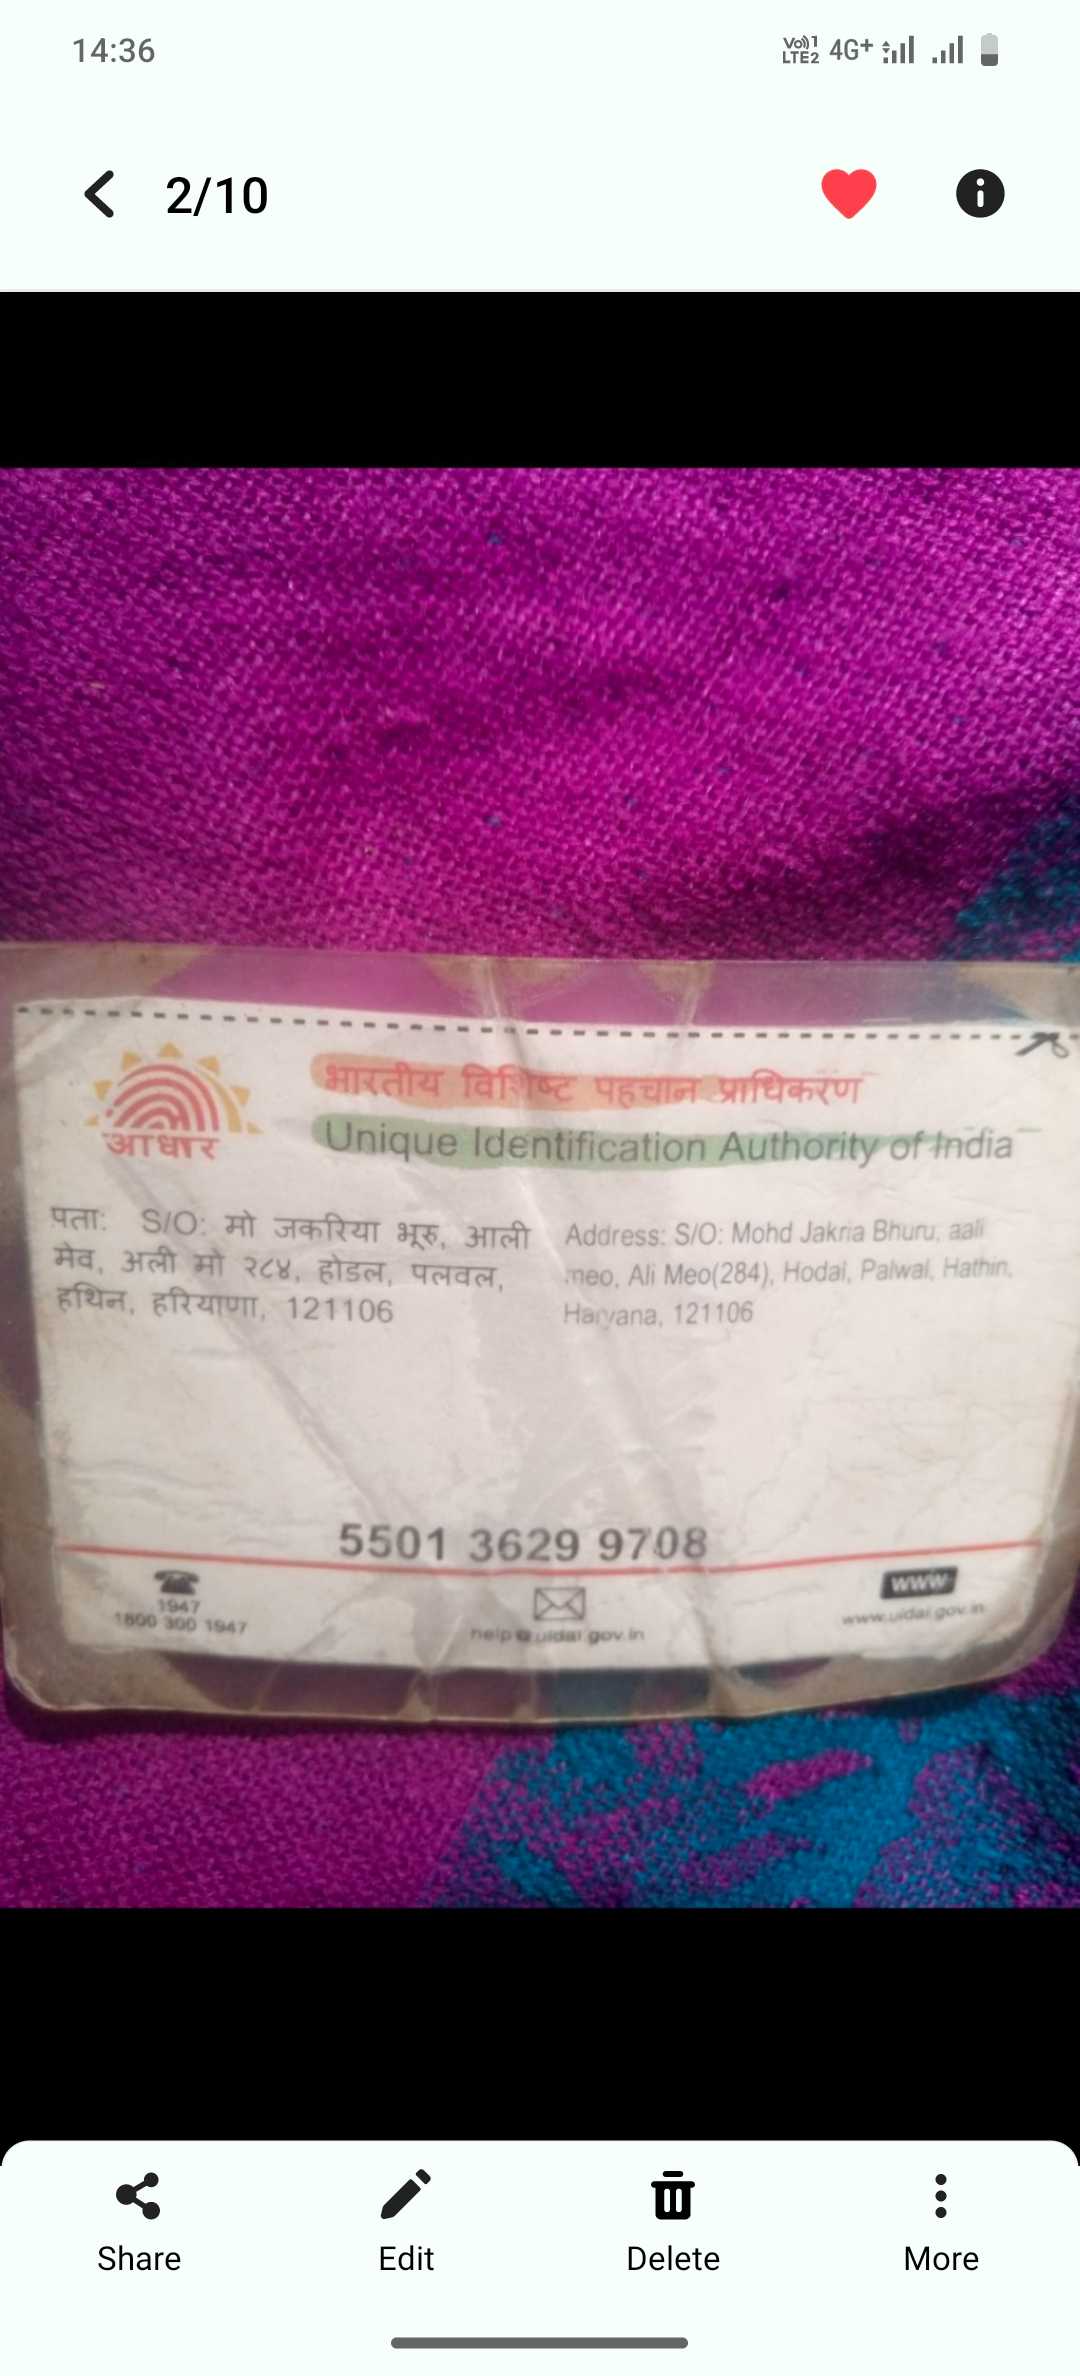 14:36
Vo)) 1 LTE2 4G+
2/10
भारतीय विशिष्ट पहचान प्राधिकरण
Unique Identification Authority of India
आधार
पता: S/O: मो जकरिया भूरु, आली
मेव, अली मो २८४, होडल, पलवल,
हथिन, हरियाणा, 121106
Address: S/O: Mohd Jakria Bhuru, aali
meo, Ali Meo(284), Hodal, Palwal, Hathin,
Haryana, 121106
5501 3629 9708
1947
1800 300 1947
help@uidai.gov.in
www
www.uidai.gov.in
Share
Edit
Delete
More